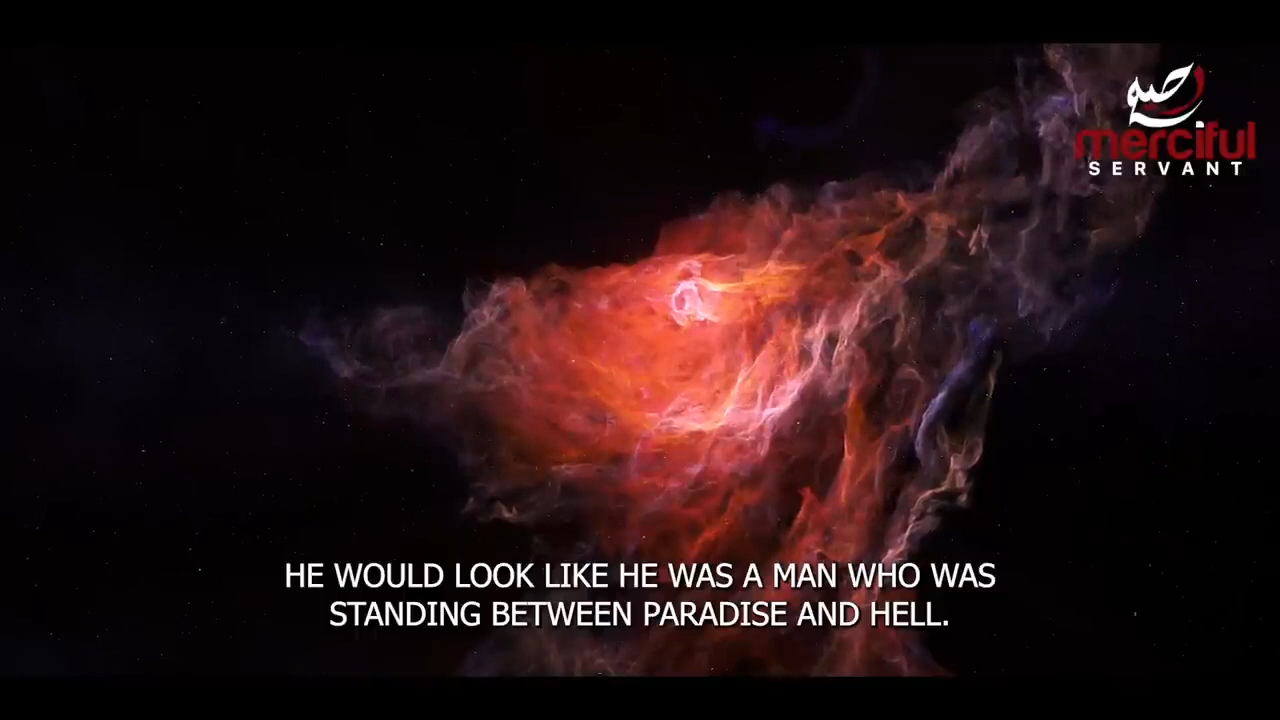 merciful
SERVANT
HE WOULD LOOK LIKE HE WAS A MAN WHO WAS
STANDING BETWEEN PARADISE AND HELL.